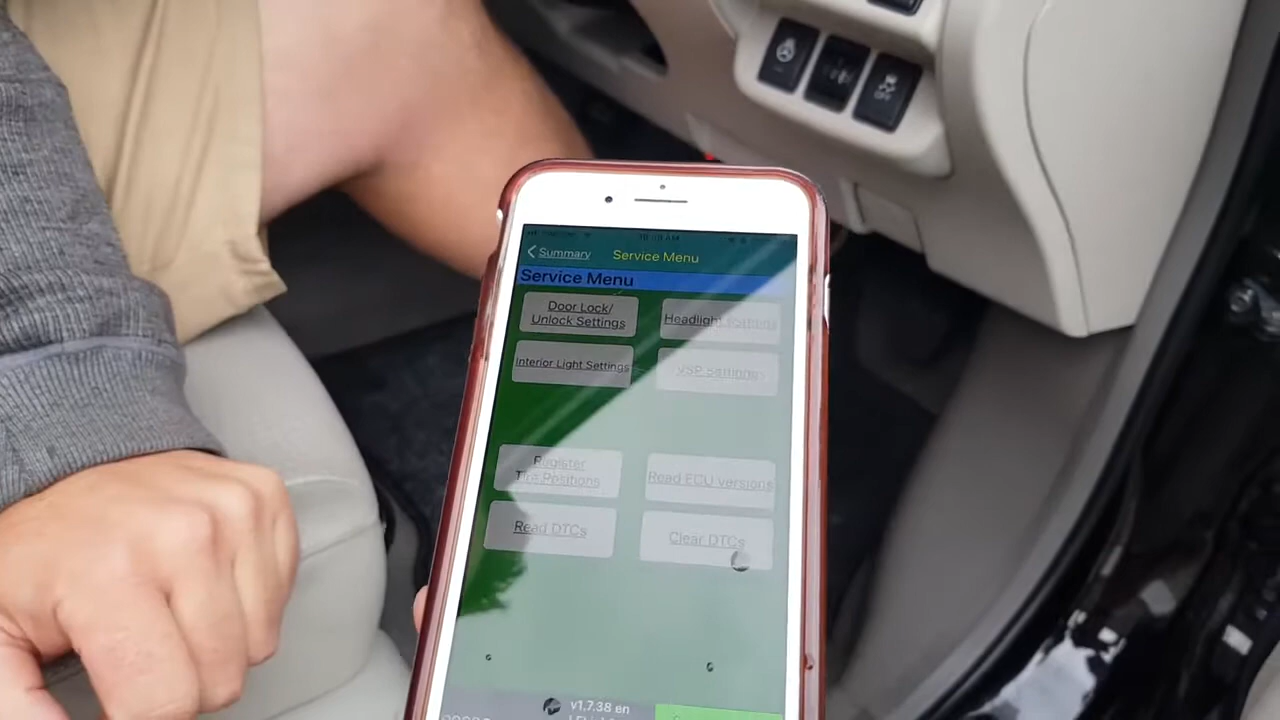 Summary
Service Menu
Service Menu
Door Lock/
Unlock Settings
Headlight Settings
Interior Light Settings
VSP Settings
Register
Tire Positions
Read ECU versions
Read DTCs
Clear DTCs
v1.7.38 en
OFF